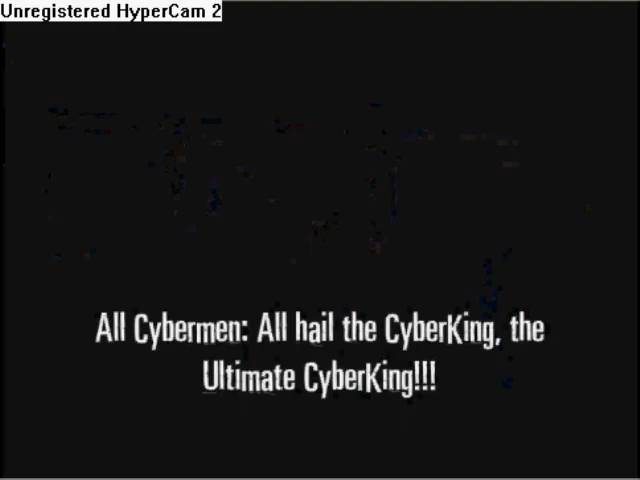 Unregistered HyperCam 2
All Cybermen: All hail the CyberKing, the
Ultimate CyberKing!!!